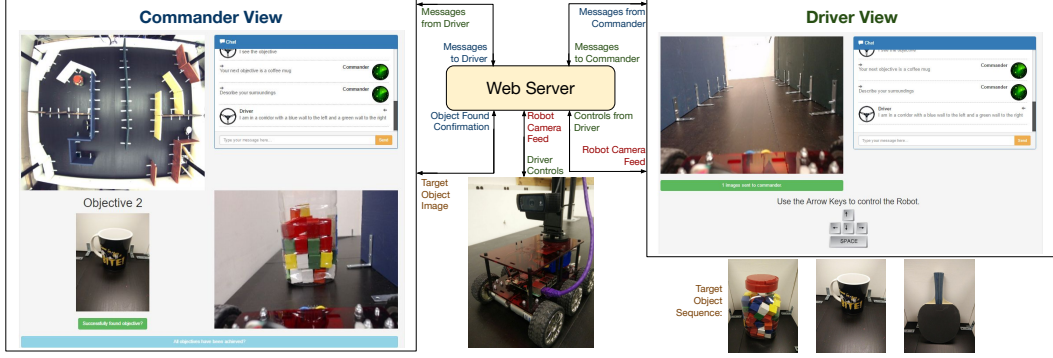 Commander View
Chat
I see the objective
Your next objective is a coffee mug
Commander
Describe your surroundings
Commander
Driver
I am in a corridor with a blue wall to the left and a green wall to the right
Type your message here...
Send
Objective 2
Successfully found objective?
All objectives have been achieved?
Messages
from Driver
Messages from
Commander
Messages
to Driver
Messages
to Commander
Web Server
Object Found
Confirmation
Robot
Camera
Feed
Controls from
Driver
Driver
Controls
Robot Camera
Feed
Target
Object
Image
Driver View
Chat
Your next objective is a coffee mug
Commander
Describe your surroundings
Commander
Driver
I am in a corridor with a blue wall to the left and a green wall to the right
Type your message here...
Send
1 images sent to commander.
Use the Arrow Keys to control the Robot.
SPACE
Target
Object
Sequence: